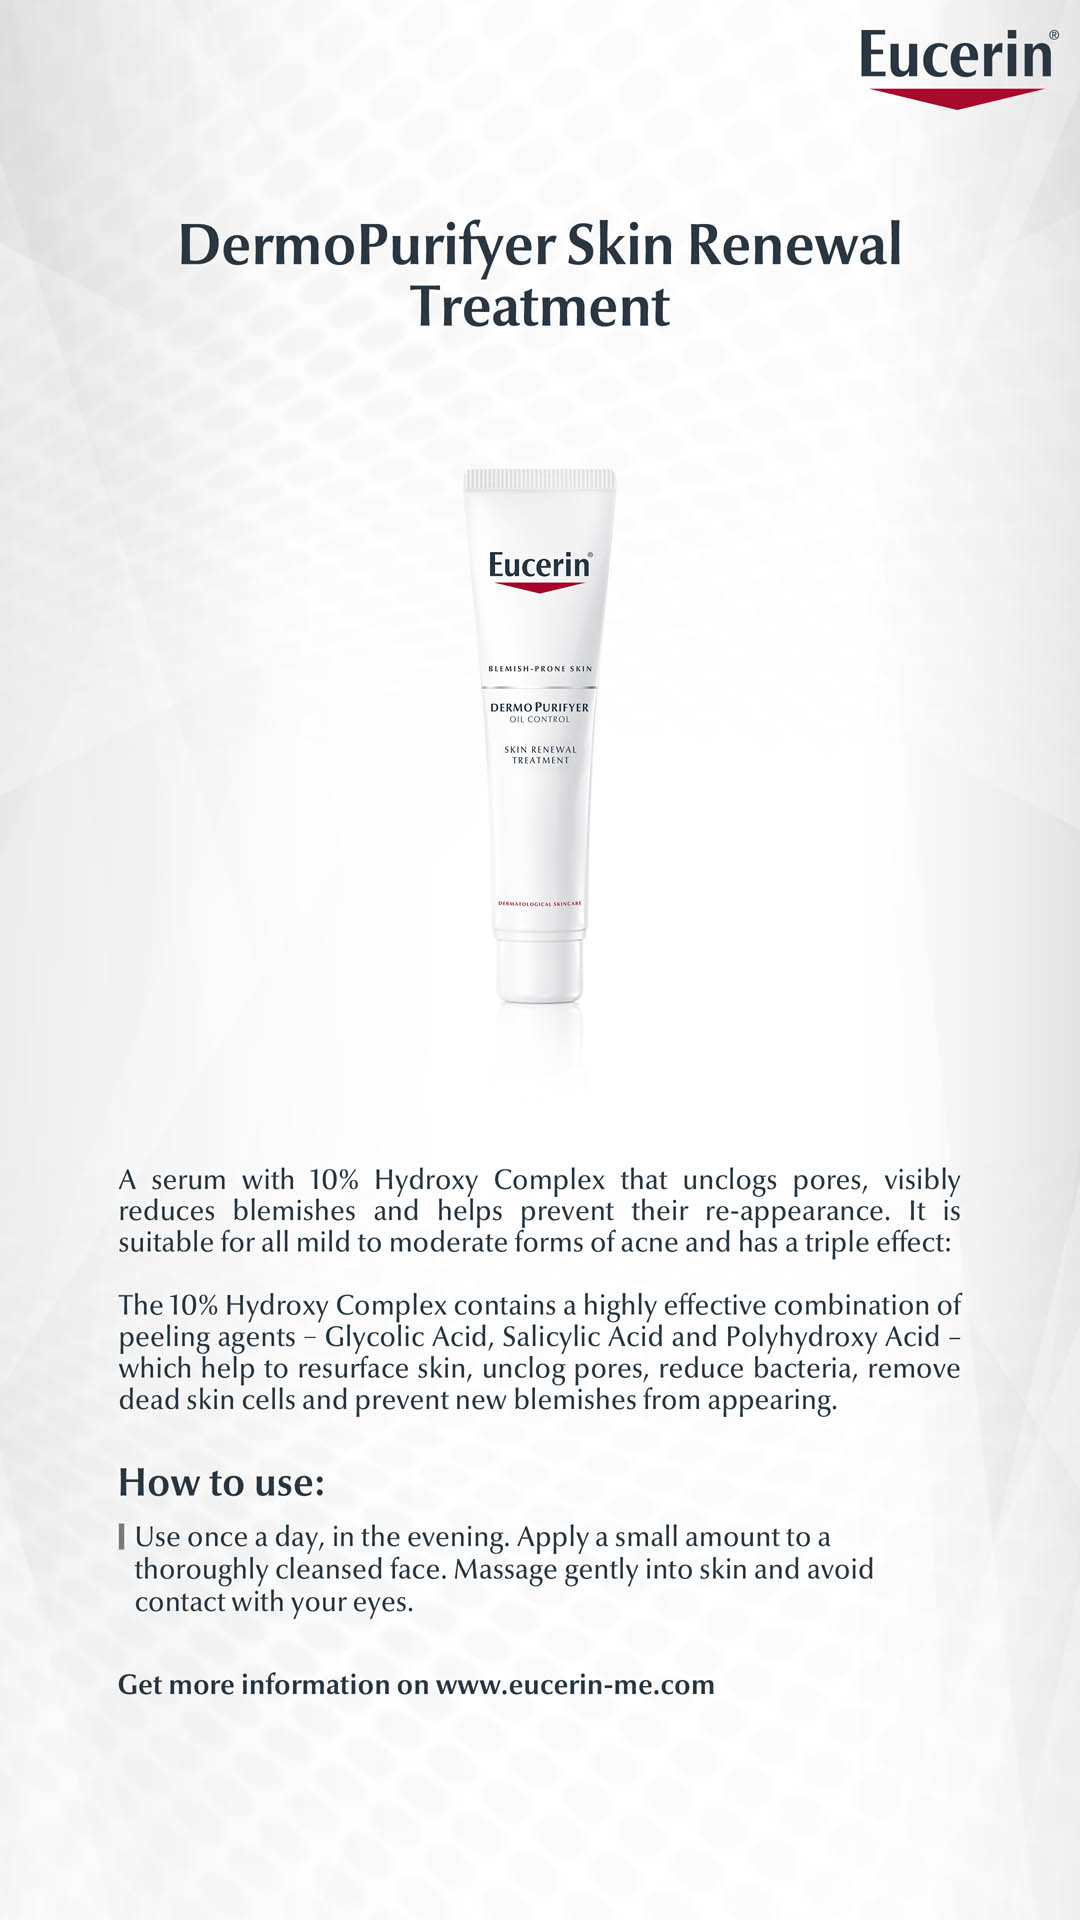 Eucerin®
DermoPurifyer Skin Renewal
Treatment
Eucerin®
BLEMISH-PRONE SKIN
DERMO PURIFYER
OIL CONTROL
SKIN RENEWAL
TREATMENT
DERMATOLOGICAL SKINCARE
A serum with 10% Hydroxy Complex that unclogs pores, visibly
reduces blemishes and helps prevent their re-appearance. It is
suitable for all mild to moderate forms of acne and has a triple effect:
The 10% Hydroxy Complex contains a highly effective combination of
peeling agents – Glycolic Acid, Salicylic Acid and Polyhydroxy Acid –
which help to resurface skin, unclog pores, reduce bacteria, remove
dead skin cells and prevent new blemishes from appearing.
How to use:
Use once a day, in the evening. Apply a small amount to a
thoroughly cleansed face. Massage gently into skin and avoid
contact with your eyes.
Get more information on www.eucerin-me.com